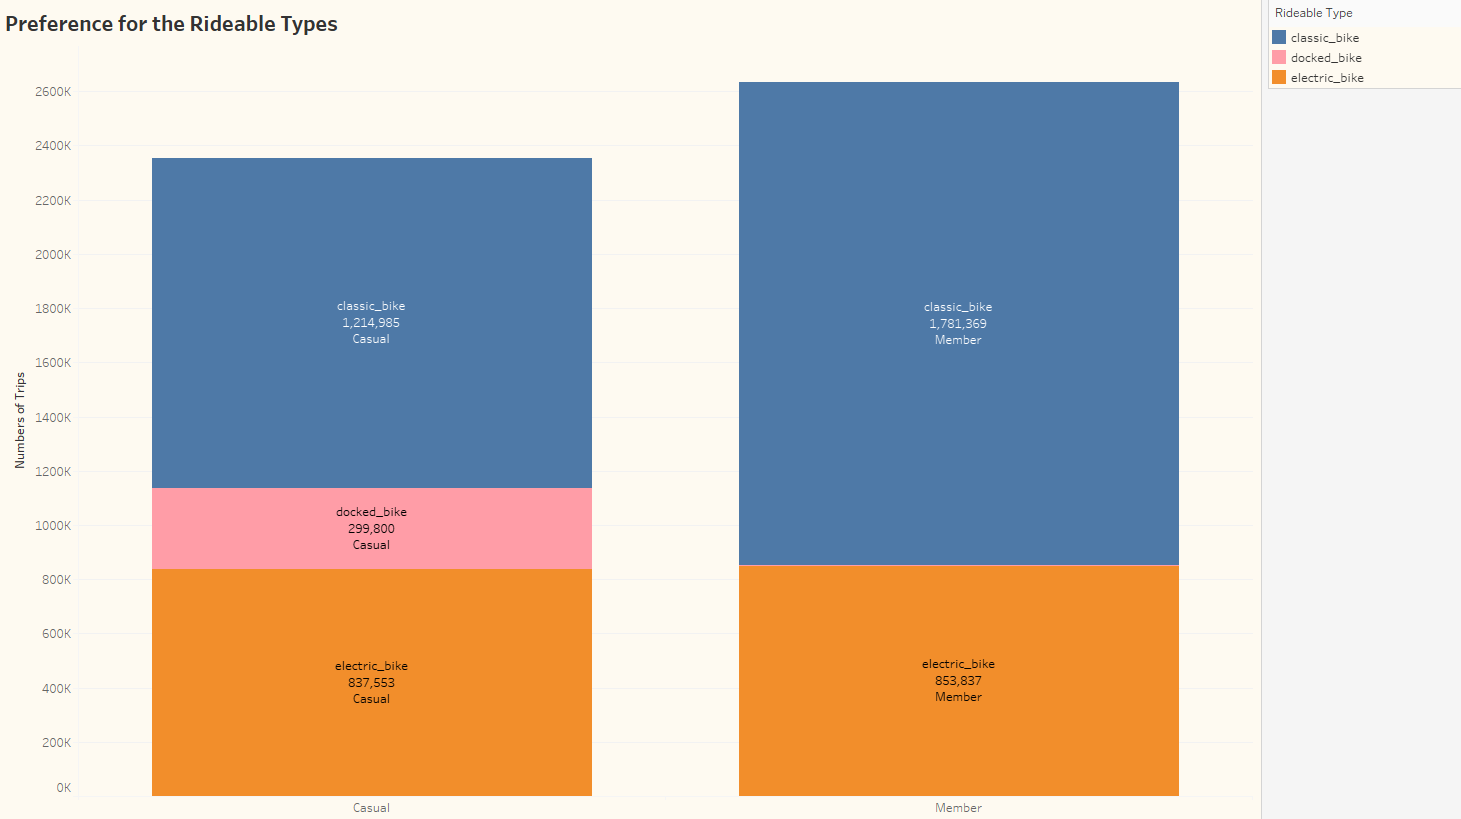 Preference for the Rideable Types
Rideable Type
classic_bike
docked_bike
electric_bike
Numbers of Trips
2600K
2400K
2200K
2000K
1800K
1600K
1400K
1200K
1000K
800K
600K
400K
200K
0K
classic_bike
1,214,985
Casual
docked_bike
299,800
Casual
electric_bike
837,553
Casual
classic_bike
1,781,369
Member
electric_bike
853,837
Member
Casual
Member